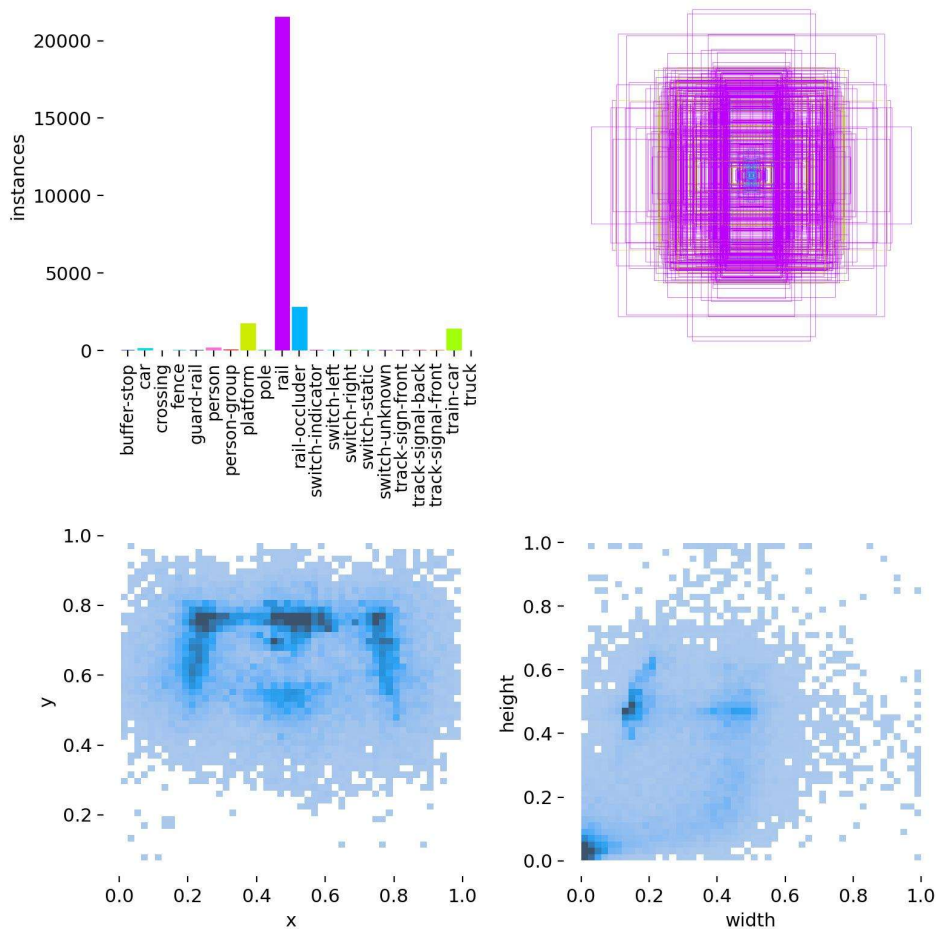 20000
15000
10000
5000
0
instances
buffer-stop
car
crossing
fence
guard-rail
person
person-group
platform
pole
rail
rail-occluder
switch-indicator
switch-left
switch-right
switch-static
switch-unknown
track-sign-front
track-signal-back
track-signal-front
train-car
truck
1.0
0.8
0.6
0.4
0.2
y
0.0
0.2
0.4
0.6
0.8
1.0
x
1.0
0.8
0.6
0.4
0.2
0.0
height
0.0
0.2
0.4
0.6
0.8
1.0
width